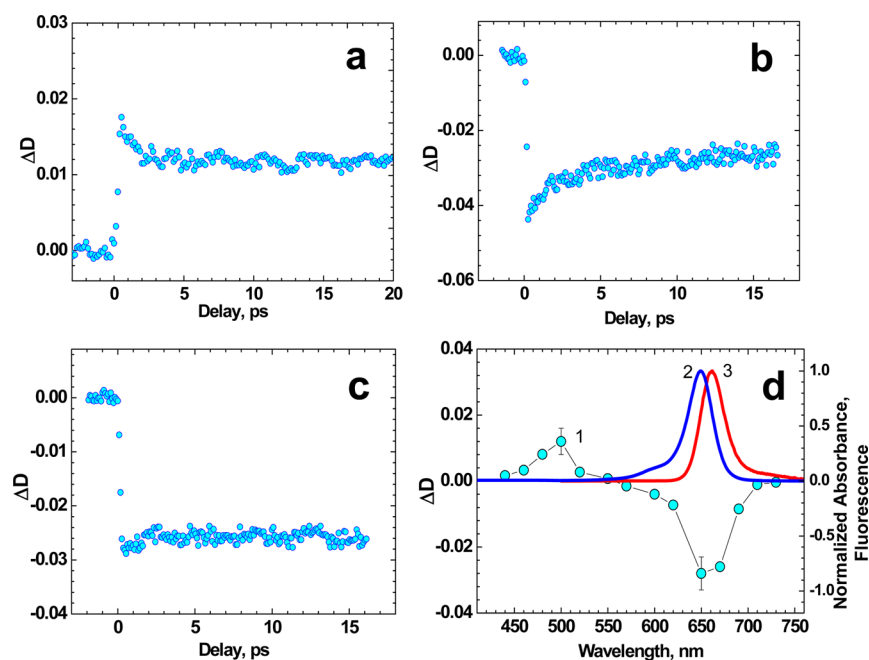 a
0.03
0.02
0.01
0.00
ΔD
0 5 10 15 20
Delay, ps
b
0.00
-0.02
-0.04
-0.06
ΔD
0 5 10 15
Delay, ps
c
0.00
-0.01
-0.02
-0.03
-0.04
ΔD
0 5 10 15
Delay, ps
d
0.04
0.02
0.00
-0.02
-0.04
ΔD
1
2
3
1.0
0.5
0.0
-0.5
-1.0
Normalized Absorbance,
Fluorescence
450 500 550 600 650 700 750
Wavelength, nm